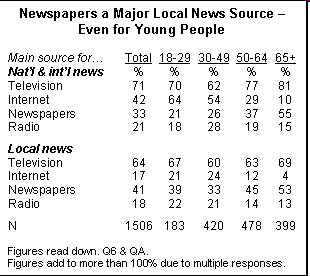 Newspapers a Major Local News Source –
Even for Young People
Main source for… Total 18-29 30-49 50-64 65+
Nat'l & int'l news % % % % %
Television 71 70 62 77 81
Internet 42 64 54 29 10
Newspapers 33 21 26 37 55
Radio 21 18 28 19 15
Local news
Television 64 67 60 63 69
Internet 17 21 24 12 4
Newspapers 41 39 33 45 53
Radio 18 22 21 14 13
N 1506 183 420 478 399
Figures read down. Q6 & QA.
Figures add to more than 100% due to multiple responses.